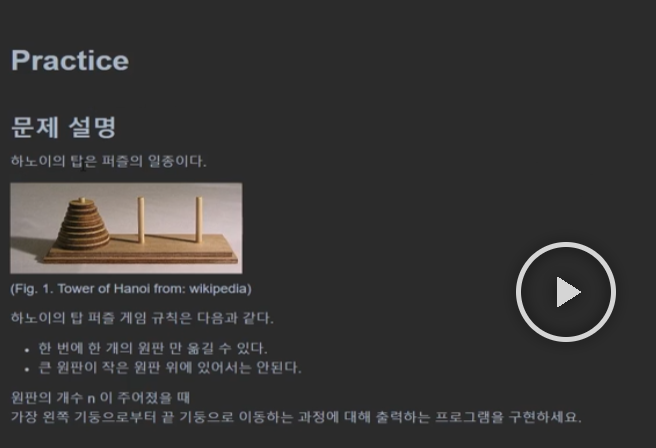 Practice
문제 설명
하노이의 탑은 퍼즐의 일종이다.
(Fig. 1. Tower of Hanoi from: wikipedia)
하노이의 탑 퍼즐 게임 규칙은 다음과 같다.
• 한 번에 한 개의 원판 만 옮길 수 있다.
• 큰 원판이 작은 원판 위에 있어서는 안된다.
원판의 개수 n 이 주어졌을 때
가장 왼쪽 기둥으로부터 끝 기둥으로 이동하는 과정에 대해 출력하는 프로그램을 구현하세요.